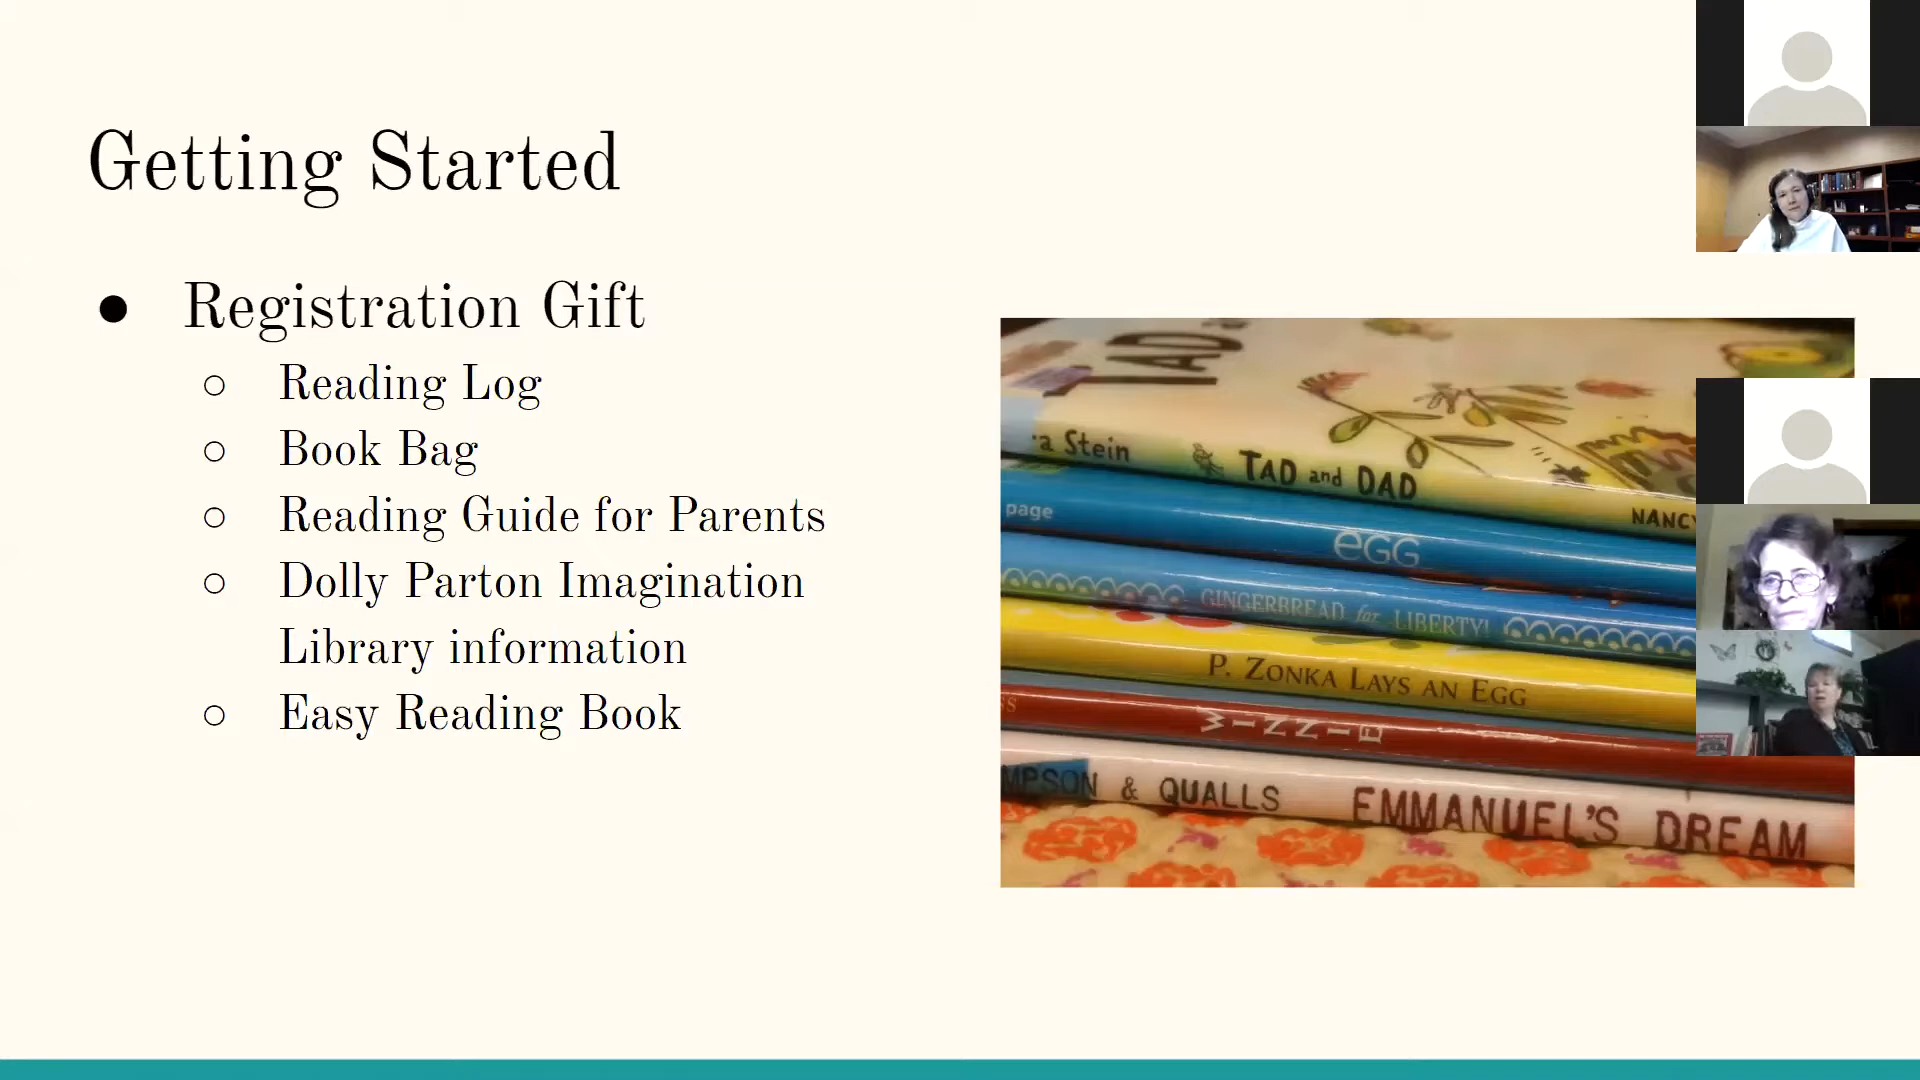 Getting Started
● Registration Gift
○ Reading Log
○ Book Bag
○ Reading Guide for Parents
○ Dolly Parton Imagination
Library information
○ Easy Reading Book
TAD
a Stein TAD and DAD NANCY
page egg
GINGERBREAD for LIBERTY!
P. ZONKA LAYS AN EGG
WINNIE
MPSON & QUALLS EMMANUEL'S DREAM